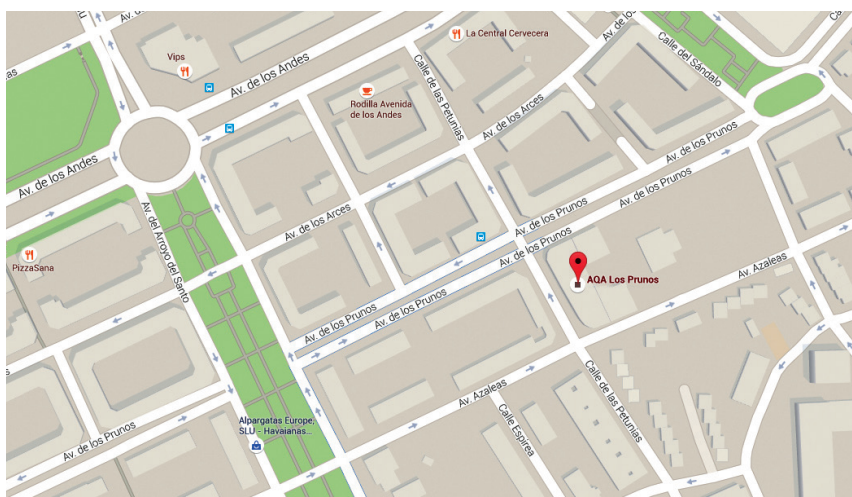 Av. de los Andes
La Central Cervecera
Calle del Sándalo
Vips
Av. de los Andes
Calle de las Petunias
Rodilla Avenida
de los Andes
Av. de los Arces
Av. de los Prunos
Av. de los Andes
Av. de los Prunos
Av. del Arroyo del Santo
Av. de los Arces
Av. de los Prunos
PizzaSana
Av. de los Prunos
AQA Los Prunos
Av. Azaleas
Av. de los Prunos
Av. de los Prunos
Av. Azaleas
Calle de las Petunias
Calle Espirea
Alpargatas Europe,
SLU - Havaianas...
Av. de los Prunos